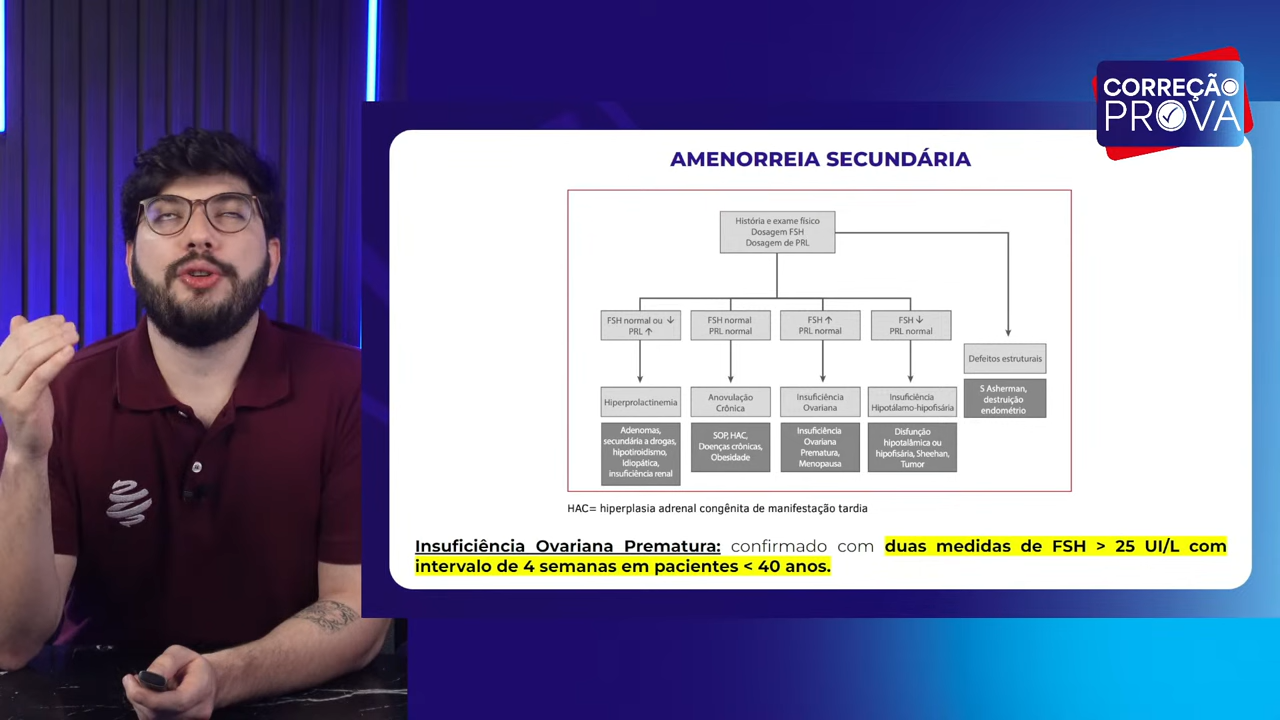 CORREÇÃO
PROVA
AMENORREIA SECUNDÁRIA
História e exame físico
Dosagem FSH
Dosagem de PRL
FSH normal ou ↓
PRL ↑
FSH normal
PRL normal
FSH ↑
PRL normal
FSH ↓
PRL normal
Defeitos estruturais
S Asherman,
destruição
endométrio
Hiperprolactinemia
Anovulação
Crônica
Insuficiência
Ovariana
Insuficiência
Hipotálamo-hipofisária
Adenomas,
secundária a drogas,
hipotiroidismo,
Idiopática,
insuficiência renal
SOP, HAC,
Doenças crônicas,
Obesidade
Insuficiência
Ovariana
Prematura,
Menopausa
Disfunção
hipotalâmica ou
hipofisária, Sheehan,
Tumor
HAC= hiperplasia adrenal congênita de manifestação tardia
Insuficiência Ovariana Prematura: confirmado com duas medidas de FSH > 25 UI/L com
intervalo de 4 semanas em pacientes < 40 anos.